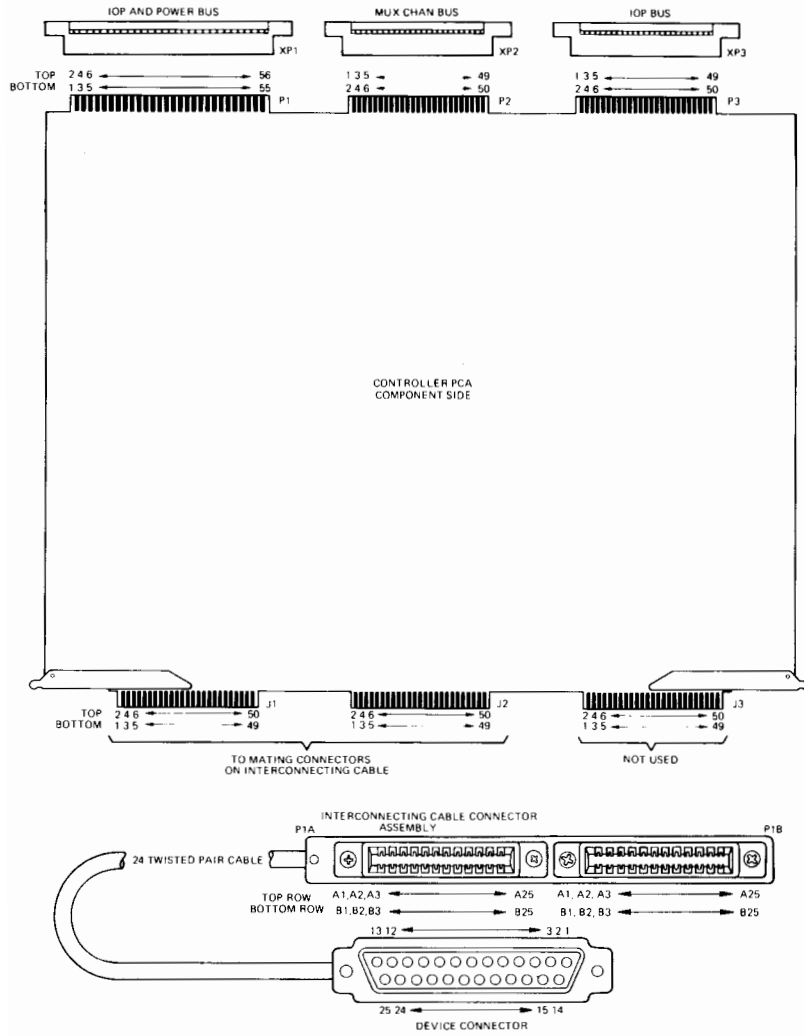 IOP AND POWER BUS
MUX CHAN BUS
IOP BUS
XP1
XP2
XP3
TOP 2 4 6 56
BOTTOM 1 3 5 55
P1
1 3 5 49
2 4 6 50
P2
1 3 5 49
2 4 6 50
P3
CONTROLLER PCA
COMPONENT SIDE
J1
J2
J3
TOP 2 4 6 50
BOTTOM 1 3 5 49
2 4 6 50
1 3 5 49
2 4 6 50
1 3 5 49
TO MATING CONNECTORS
ON INTERCONNECTING CABLE
NOT USED
INTERCONNECTING CABLE CONNECTOR
ASSEMBLY
P1A
P1B
24 TWISTED PAIR CABLE
TOP ROW A1,A2,A3 A25
BOTTOM ROW B1,B2,B3 B25
A1, A2, A3 A25
B1, B2, B3 B25
13 12 3 2 1
25 24 15 14
DEVICE CONNECTOR